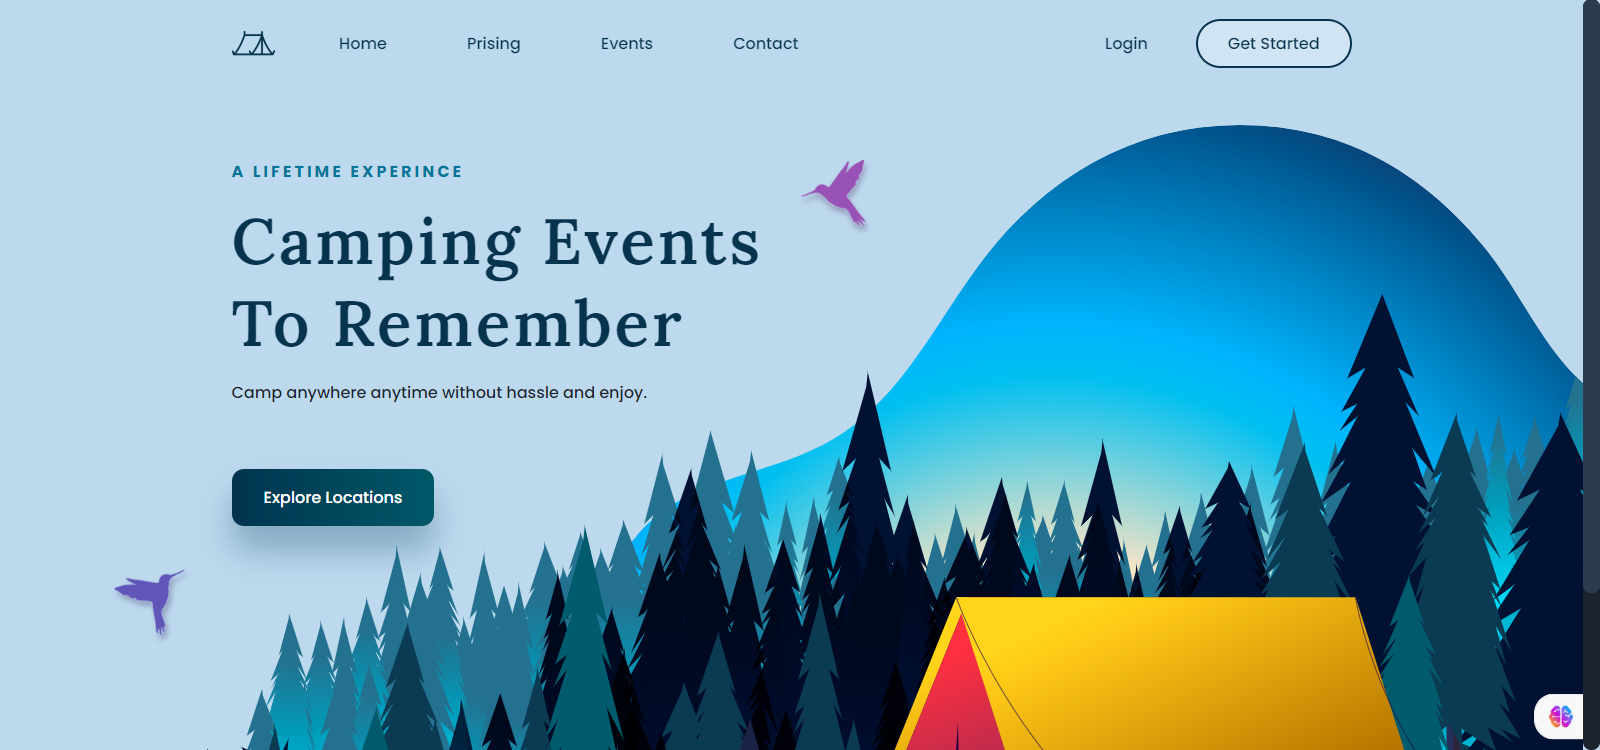 Home Prising Events Contact Login Get Started
A LIFETIME EXPERINCE
Camping Events
To Remember
Camp anywhere anytime without hassle and enjoy.
Explore Locations